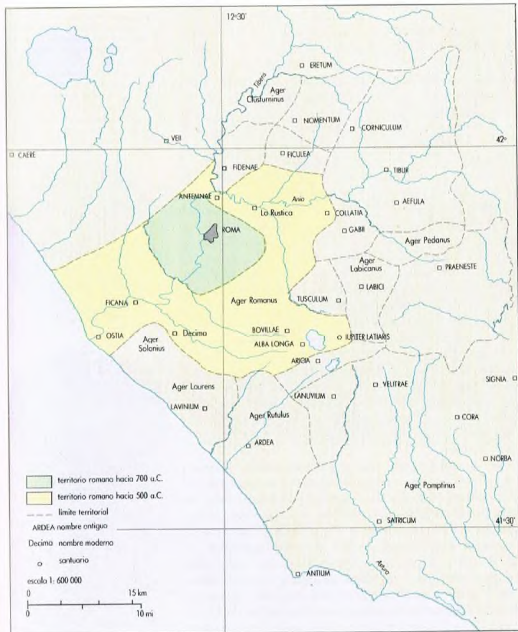 12°30'
ERETUM
Tiberis
Ager
Clustuminus
NOMENTUM
CORNICULUM
VEII
42°
CAERE
FICULEA
FIDENAE
TIBUR
ANTEMNAE
Anio
La Rustica
COLLATIA
AEFULA
ROMA
GABII
Ager Pedanus
Ager
Labicanus
PRAENESTE
LABICI
Ager Romanus
TUSCULUM
FICANA
OSTIA
Decima
BOVILLAE
ALBA LONGA
IUPITER LATIARIS
Ager
Solonius
ARICIA
Ager Laurens
LANUVIUM
VELITRAE
SIGNIA
LAVINIUM
Ager Rutulus
CORA
ARDEA
NORBA
Ager Pomptinus
SATRICUM
41°30'
Astura
ANTIUM
territorio romano hacia 700 a.C.
territorio romano hacia 500 a.C.
límite territorial
ARDEA nombre antiguo
Decima nombre moderno
santuario
escala 1: 600 000
0 15 km
0 10 mi